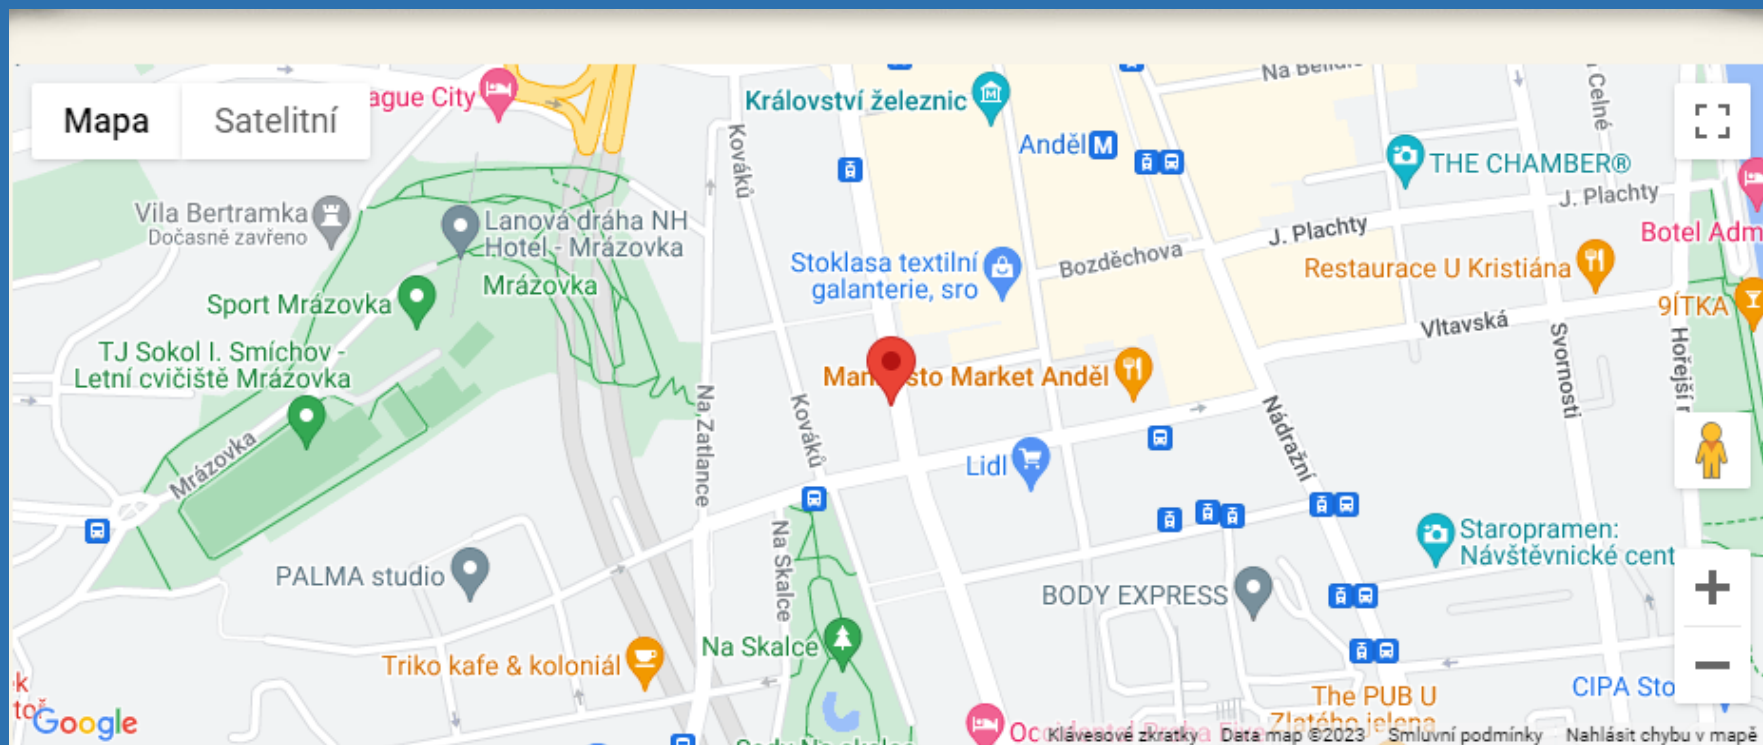 Mapa
Satelitní
ague City
Království železnic
Na Bělidle
Celné
Anděl
M
Kováků
THE CHAMBER®
J. Plachty
Vila Bertramka
Dočasně zavřeno
Lanová dráha NH
Hotel - Mrázovka
Mrázovka
Stoklasa textilní
galanterie, sro
Bozděchova
J. Plachty
Botel Adm
Restaurace U Kristiána
Sport Mrázovka
9ÍTKA
TJ Sokol I. Smíchov -
Letní cvičiště Mrázovka
Vltavská
Svornosti
Hořejší
Market Anděl
Na Zatlance
Kováků
Nádražní
Mrázovka
Lidl
Na Skalce
Staropramen:
Návštěvnické cent
PALMA studio
BODY EXPRESS
Na Skalce
Triko kafe & koloniál
The PUB U
Zlatého jelena
CIPA Sto
Google
Klávesové zkratky
Data map ©2023
Smluvní podmínky
Nahlásit chybu v mapě